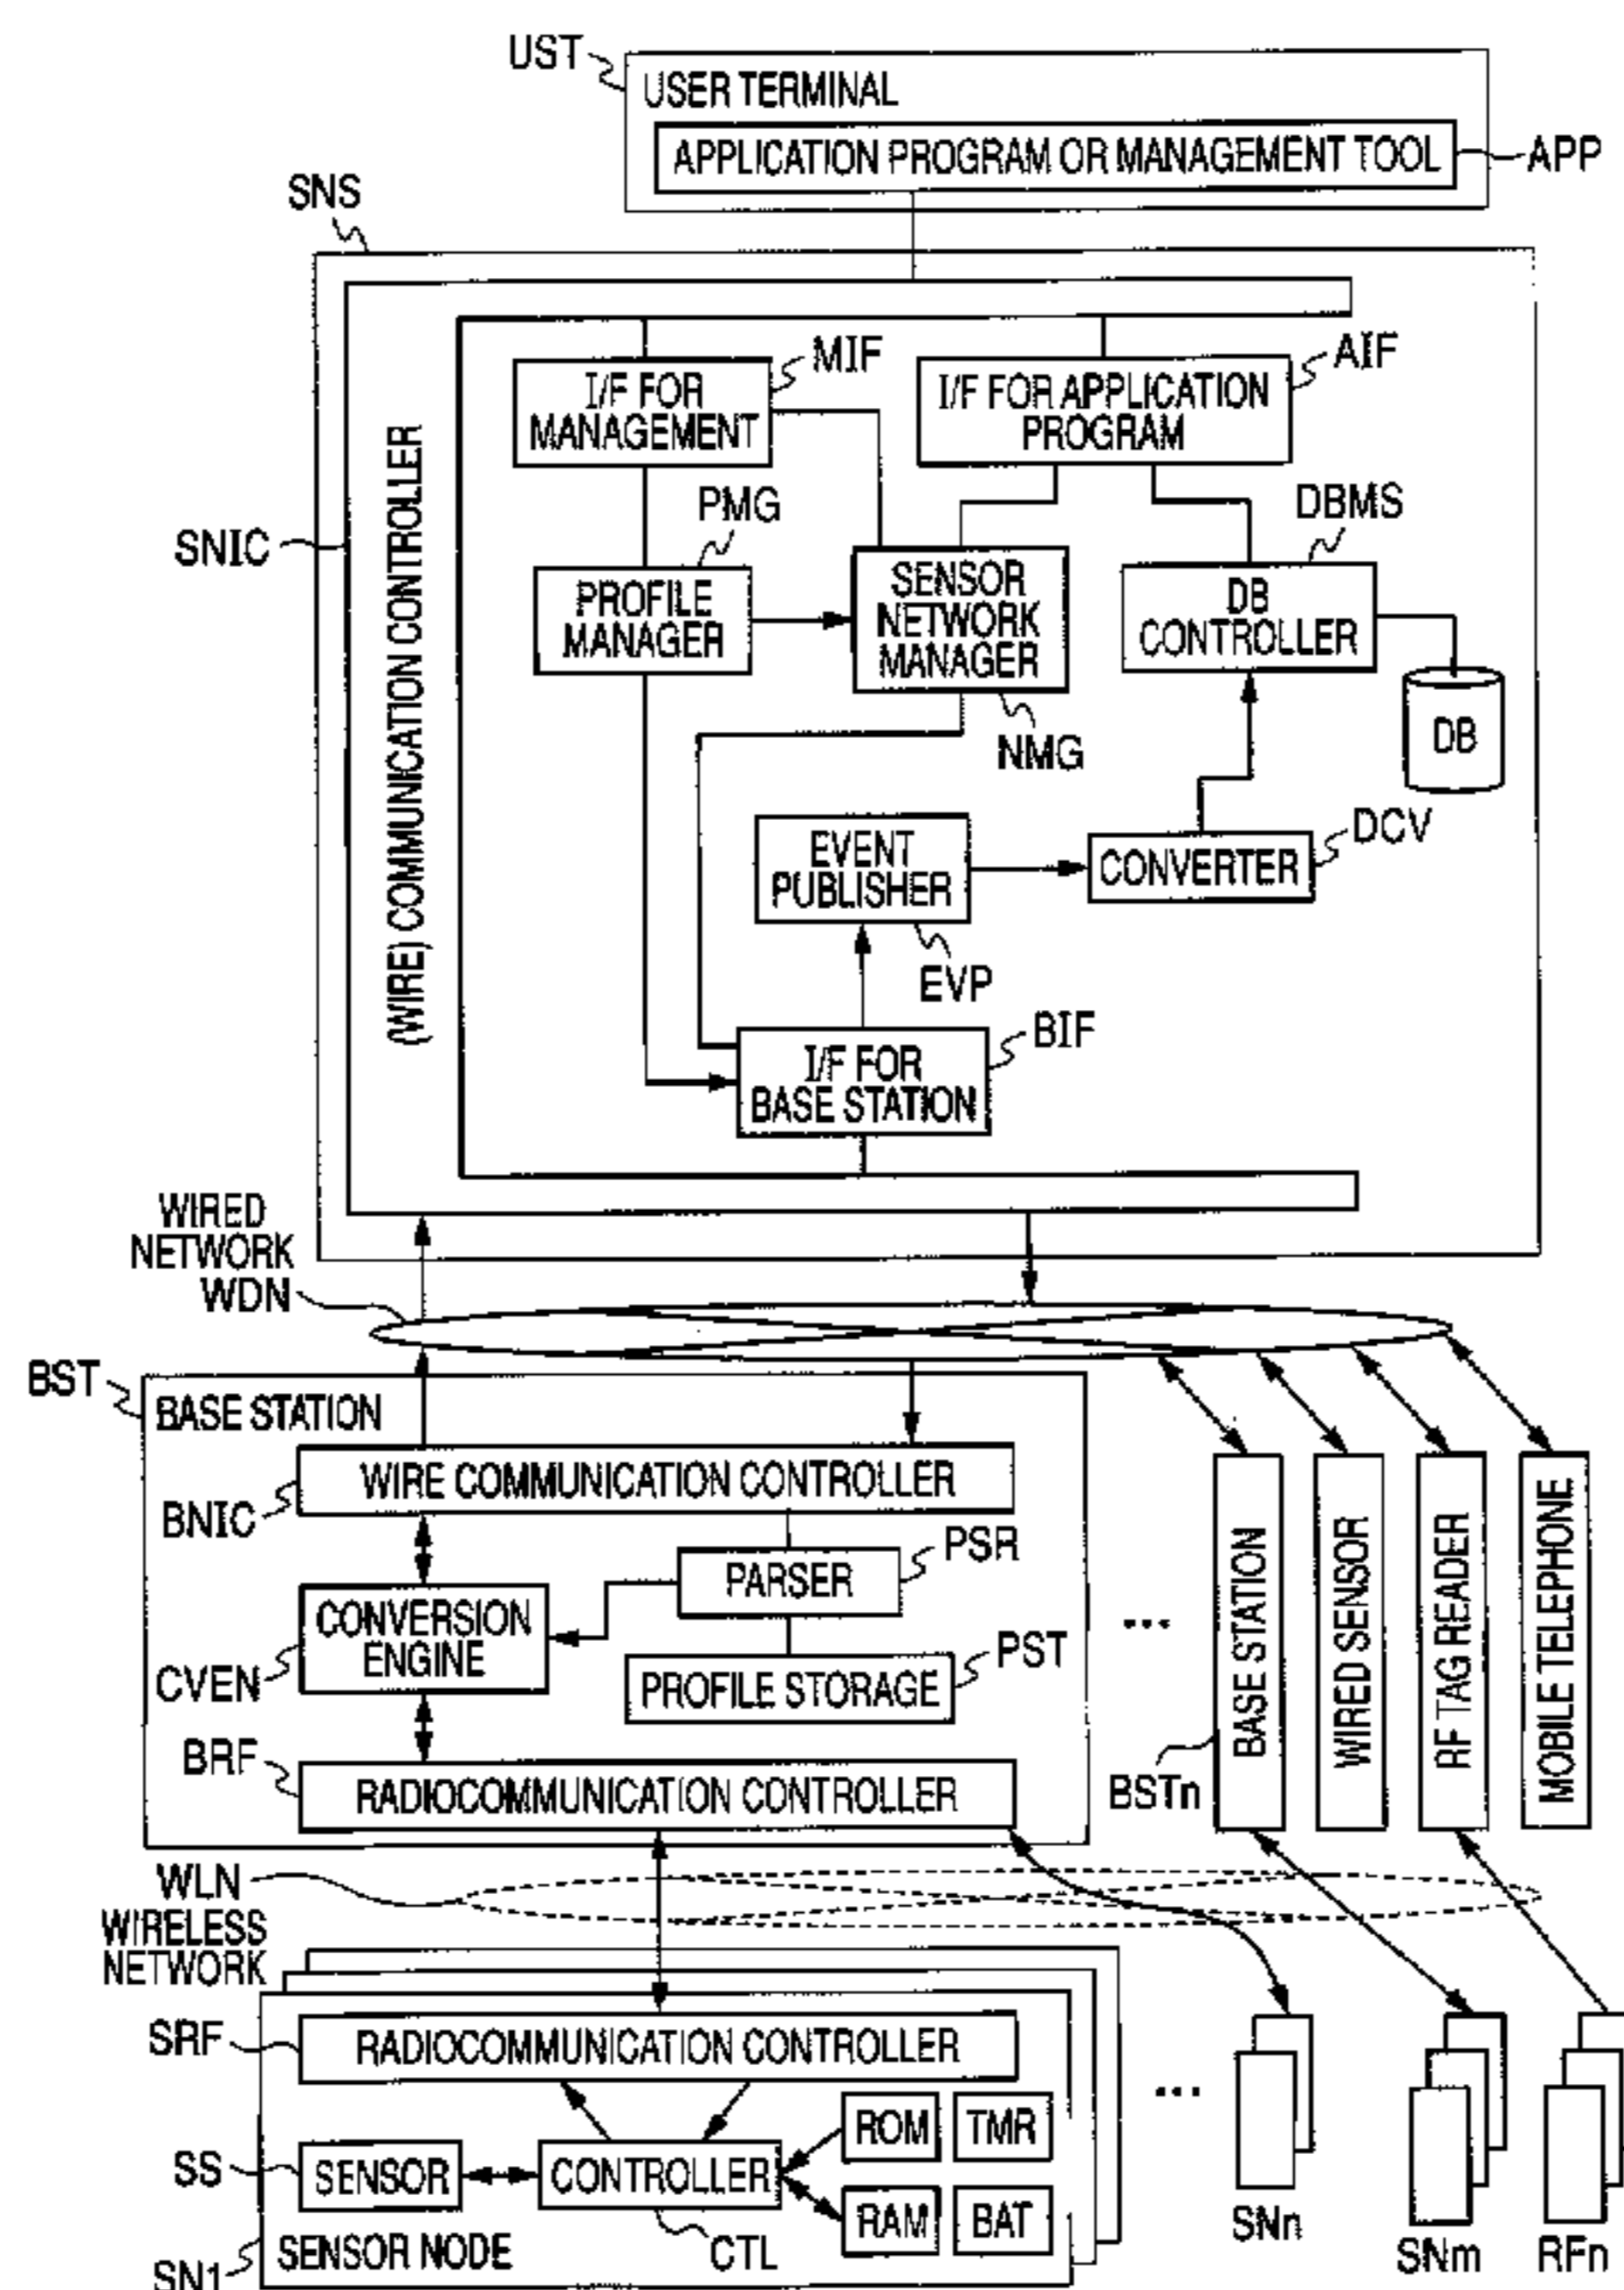 UST
USER TERMINAL
APPLICATION PROGRAM OR MANAGEMENT TOOL
APP
SNS
MIF
AIF
I/F FOR
MANAGEMENT
I/F FOR APPLICATION
PROGRAM
(WIRE) COMMUNICATION CONTROLLER
SNIC
PMG
DBMS
PROFILE
MANAGER
SENSOR
NETWORK
MANAGER
DB
CONTROLLER
NMG
DB
DCV
EVENT
PUBLISHER
CONVERTER
EVP
BIF
I/F FOR
BASE STATION
WIRED
NETWORK
WDN
BST
BASE STATION
WIRE COMMUNICATION CONTROLLER
BNIC
PSR
PARSER
CONVERSION
ENGINE
CVEN
PST
PROFILE STORAGE
BRF
RADIOCOMMUNICATION CONTROLLER
...
BASE STATION
WIRED SENSOR
RF TAG READER
MOBILE TELEPHONE
BSTn
WLN
WIRELESS
NETWORK
SRF
RADIOCOMMUNICATION CONTROLLER
...
ROM
TMR
SS
SENSOR
CONTROLLER
RAM
BAT
CTL
SENSOR NODE
SN1
SNn
SNm
RFn